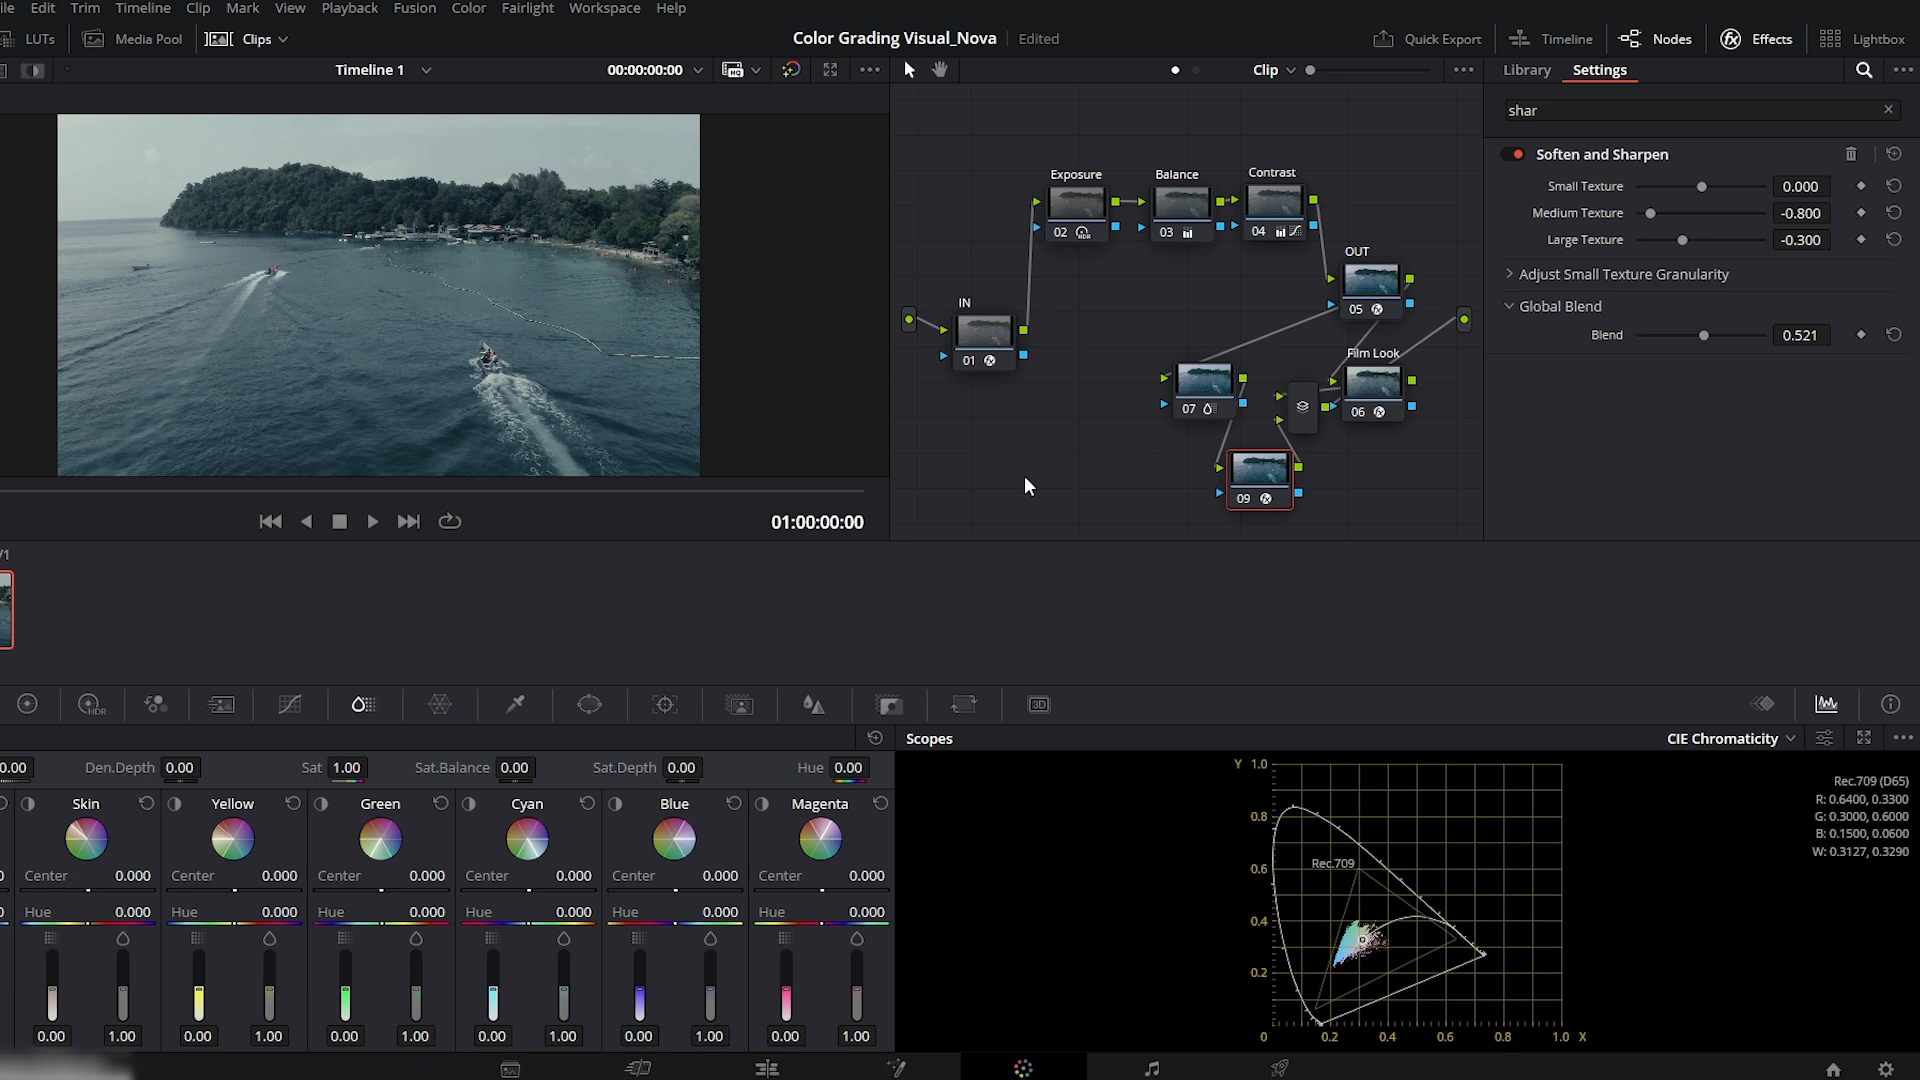 ile Edit Trim Timeline Clip Mark View Playback Fusion Color Fairlight Workspace Help
LUTs Media Pool Clips Color Grading Visual_Nova Edited Quick Export Timeline Nodes Effects Lightbox
Timeline 1 00:00:00:00 HQ Clip Library Settings
shar
Soften and Sharpen
Small Texture 0.000
Medium Texture -0.800
Large Texture -0.300
Adjust Small Texture Granularity
Global Blend
Blend 0.521
Exposure Balance Contrast
02 HDR 03 04
OUT
05
IN
01
Film Look
07 06
09
01:00:00:00
/1
HDR 3D
Scopes CIE Chromaticity
0.00 Den.Depth 0.00 Sat 1.00 Sat.Balance 0.00 Sat.Depth 0.00 Hue 0.00
Skin Yellow Green Cyan Blue Magenta
0 Center 0.000 Center 0.000 Center 0.000 Center 0.000 Center 0.000 Center 0.000
0 Hue 0.000 Hue 0.000 Hue 0.000 Hue 0.000 Hue 0.000 Hue 0.000
0.00 1.00 0.00 1.00 0.00 1.00 0.00 1.00 0.00 1.00 0.00 1.00
Y 1.0
0.8
0.6
0.4
0.2
0 0.2 0.4 0.6 0.8 1.0 X
Rec.709
Rec.709 (D65)
R: 0.6400, 0.3300
G: 0.3000, 0.6000
B: 0.1500, 0.0600
W: 0.3127, 0.3290